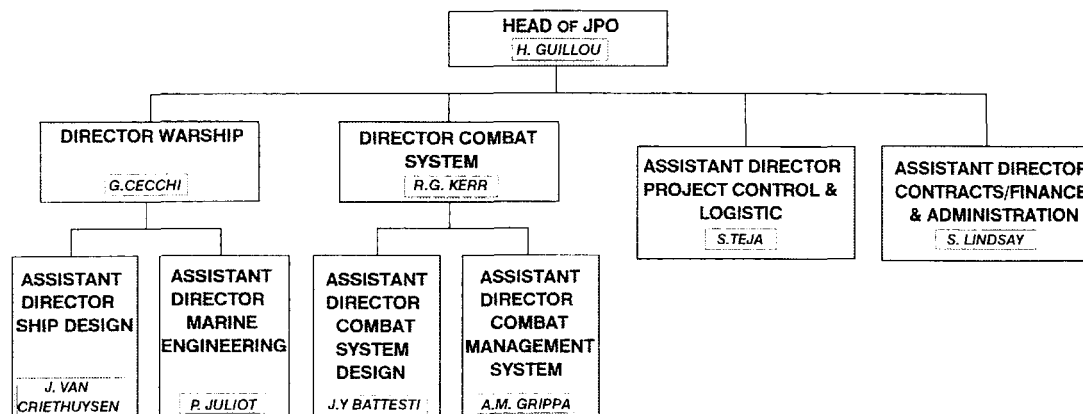 HEAD OF JPO
H. GUILLOU
DIRECTOR WARSHIP
G.CECCHI
DIRECTOR COMBAT
SYSTEM
R.G. KERR
ASSISTANT DIRECTOR
PROJECT CONTROL &
LOGISTIC
S.TEJA
ASSISTANT DIRECTOR
CONTRACTS/FINANCE
& ADMINISTRATION
S. LINDSAY
ASSISTANT
DIRECTOR
SHIP DESIGN
J. VAN
CRIETHUYSEN
ASSISTANT
DIRECTOR
MARINE
ENGINEERING
P. JULIOT
ASSISTANT
DIRECTOR
COMBAT
SYSTEM
DESIGN
J.Y BATTESTI
ASSISTANT
DIRECTOR
COMBAT
MANAGEMENT
SYSTEM
A.M. GRIPPA